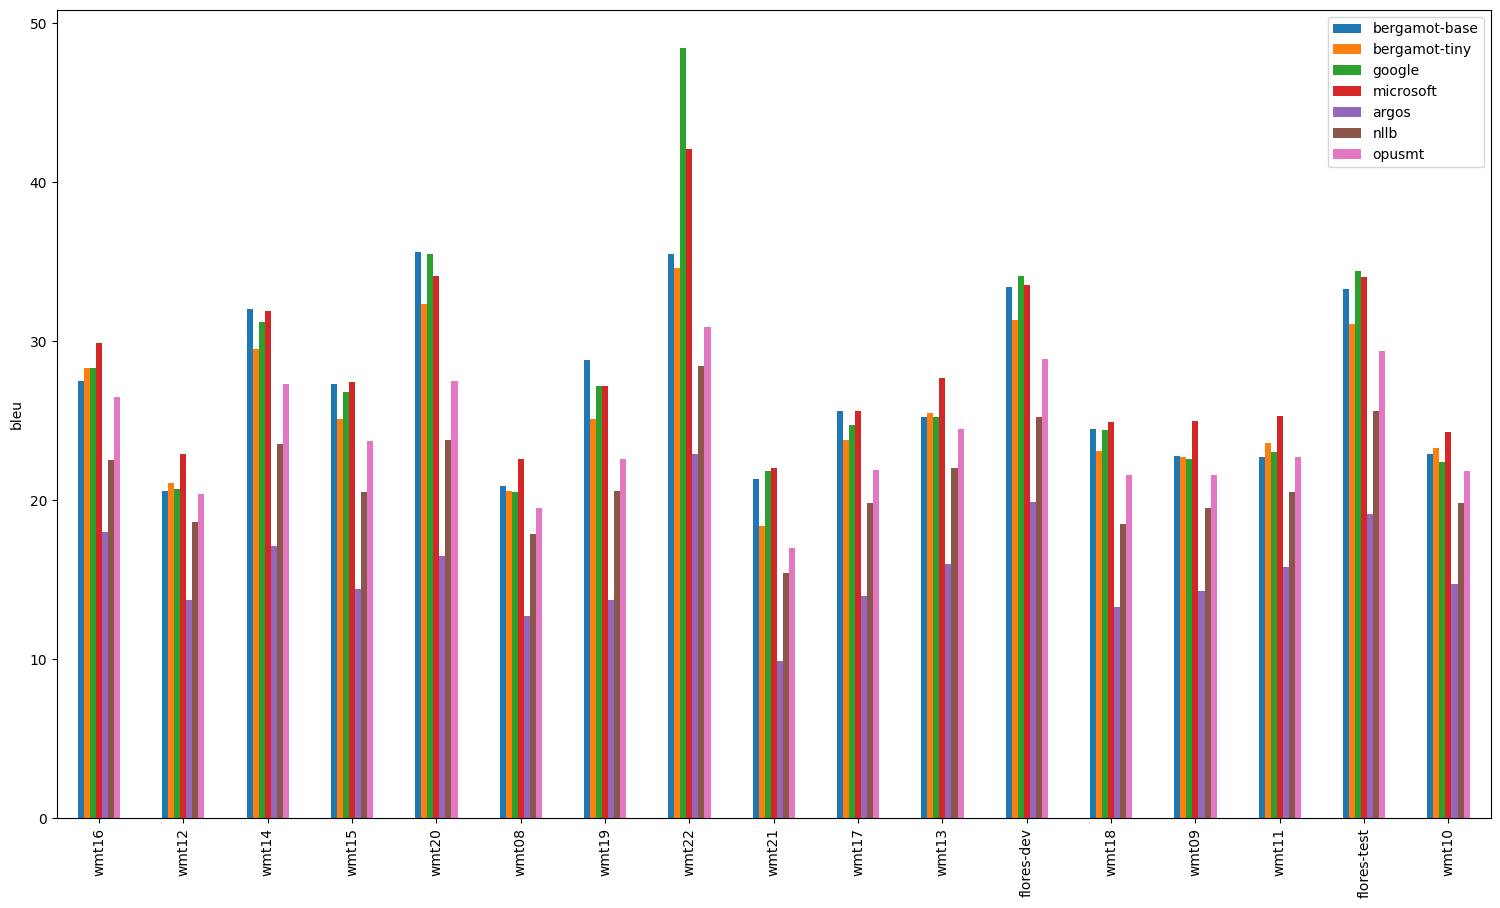 50
40
30
20
10
0
bleu
bergamot-base
bergamot-tiny
google
microsoft
argos
nllb
opusmt
wmt16
wmt12
wmt14
wmt15
wmt20
wmt08
wmt19
wmt22
wmt21
wmt17
wmt13
flores-dev
wmt18
wmt09
wmt11
flores-test
wmt10